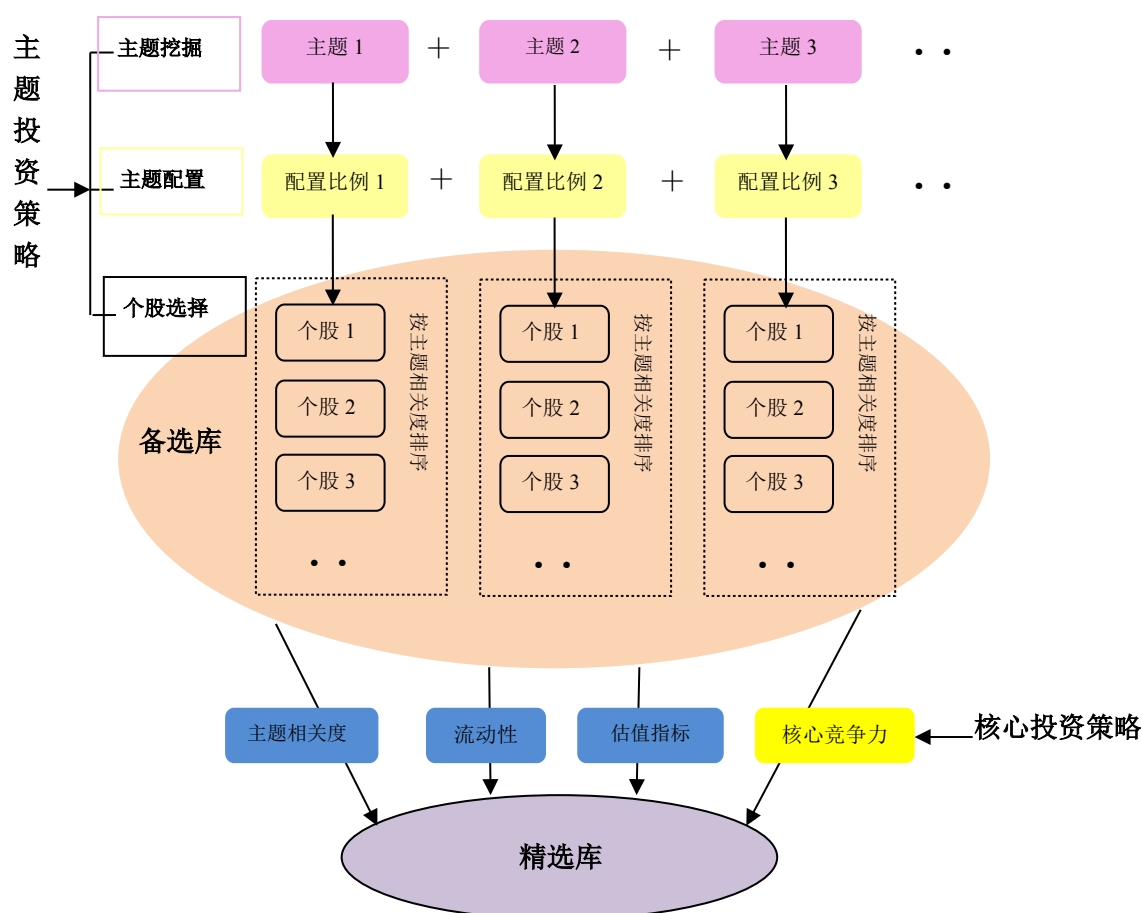 主题投资策略
主题挖掘
主题 1
+
主题 2
+
主题 3
• •
主题配置
配置比例 1
+
配置比例 2
+
配置比例 3
• •
个股选择
备选库
个股 1
个股 2
个股 3
• •
按主题相关度排序
个股 1
个股 2
个股 3
• •
按主题相关度排序
个股 1
个股 2
个股 3
• •
按主题相关度排序
主题相关度
流动性
估值指标
核心竞争力
核心投资策略
精选库